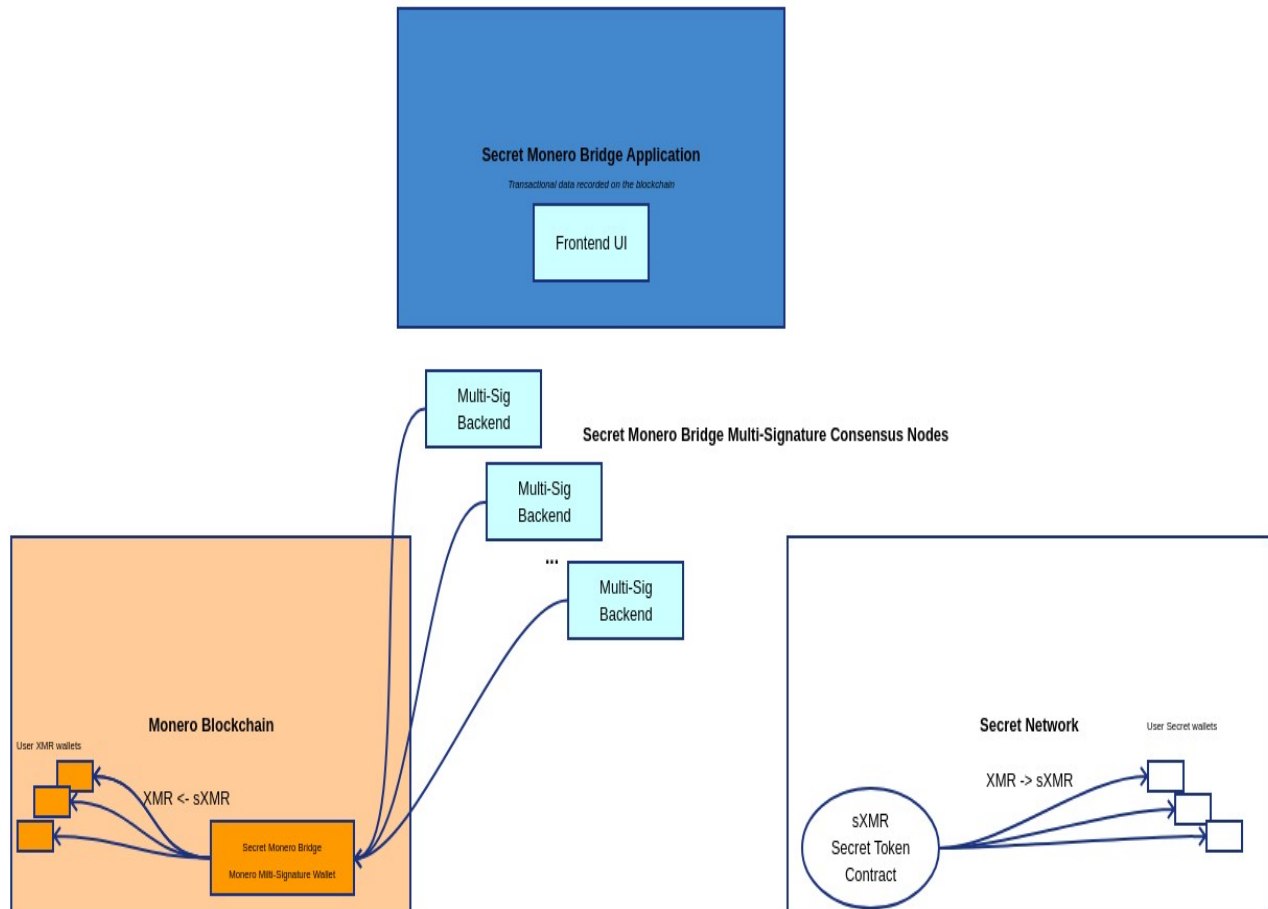 Secret Monero Bridge Application
Transactional data recorded on the blockchain
Frontend UI
Multi-Sig
Backend
Secret Monero Bridge Multi-Signature Consensus Nodes
Multi-Sig
Backend
...
Multi-Sig
Backend
Monero Blockchain
User XMR wallets
XMR <- sXMR
Secret Monero Bridge
Monero Milti-Signature Wallet
Secret Network
User Secret wallets
XMR -> sXMR
sXMR
Secret Token
Contract